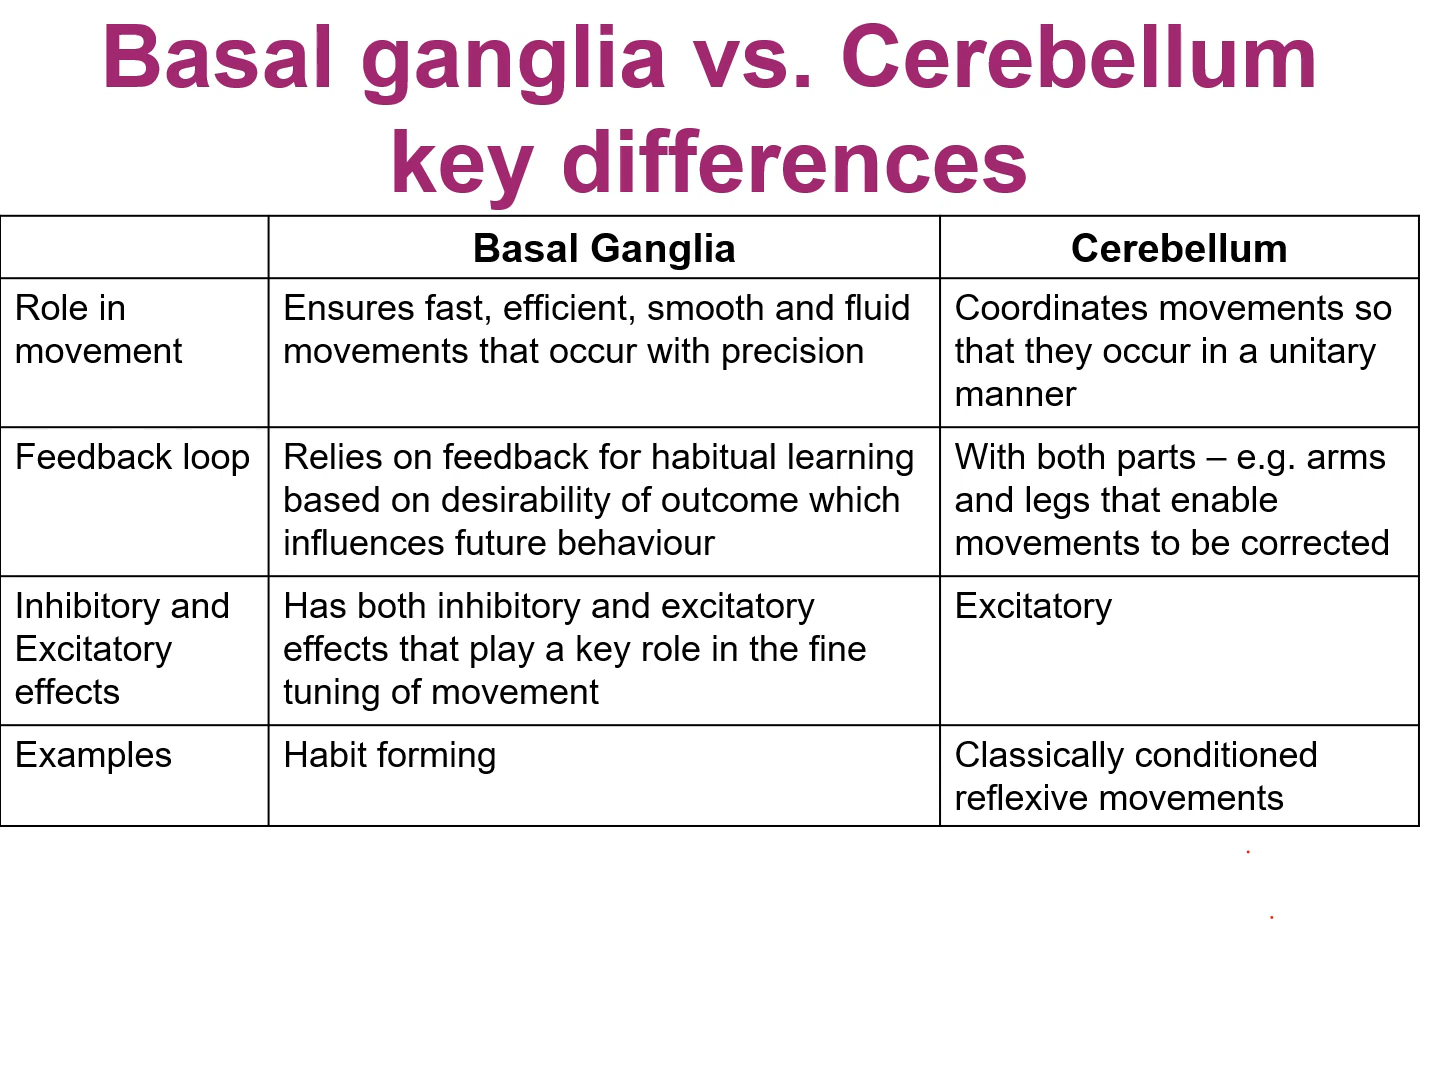 Basal ganglia vs. Cerebellum
key differences
Basal Ganglia
Cerebellum
Role in
movement
Ensures fast, efficient, smooth and fluid
movements that occur with precision
Coordinates movements so
that they occur in a unitary
manner
Feedback loop
Relies on feedback for habitual learning
based on desirability of outcome which
influences future behaviour
With both parts – e.g. arms
and legs that enable
movements to be corrected
Inhibitory and
Excitatory
effects
Has both inhibitory and excitatory
effects that play a key role in the fine
tuning of movement
Excitatory
Examples
Habit forming
Classically conditioned
reflexive movements